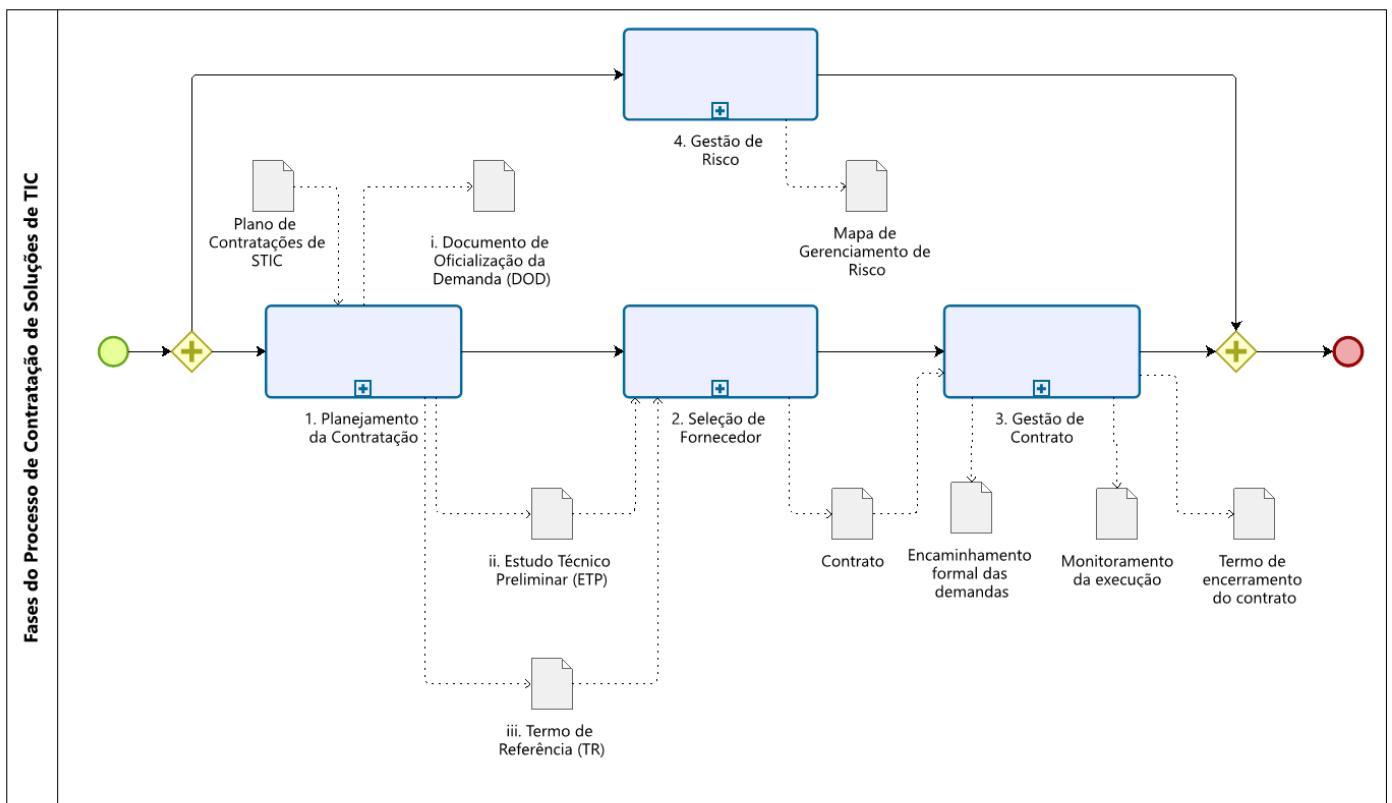 Fases do Processo de Contratação de Soluções de TIC
4. Gestão de
Risco
Plano de
Contratações de
STIC
i. Documento de
Oficialização da
Demanda (DOD)
Mapa de
Gerenciamento de
Risco
1. Planejamento
da Contratação
2. Seleção de
Fornecedor
3. Gestão de
Contrato
ii. Estudo Técnico
Preliminar (ETP)
Contrato
Encaminhamento
formal das
demandas
Monitoramento
da execução
Termo de
encerramento
do contrato
iii. Termo de
Referência (TR)